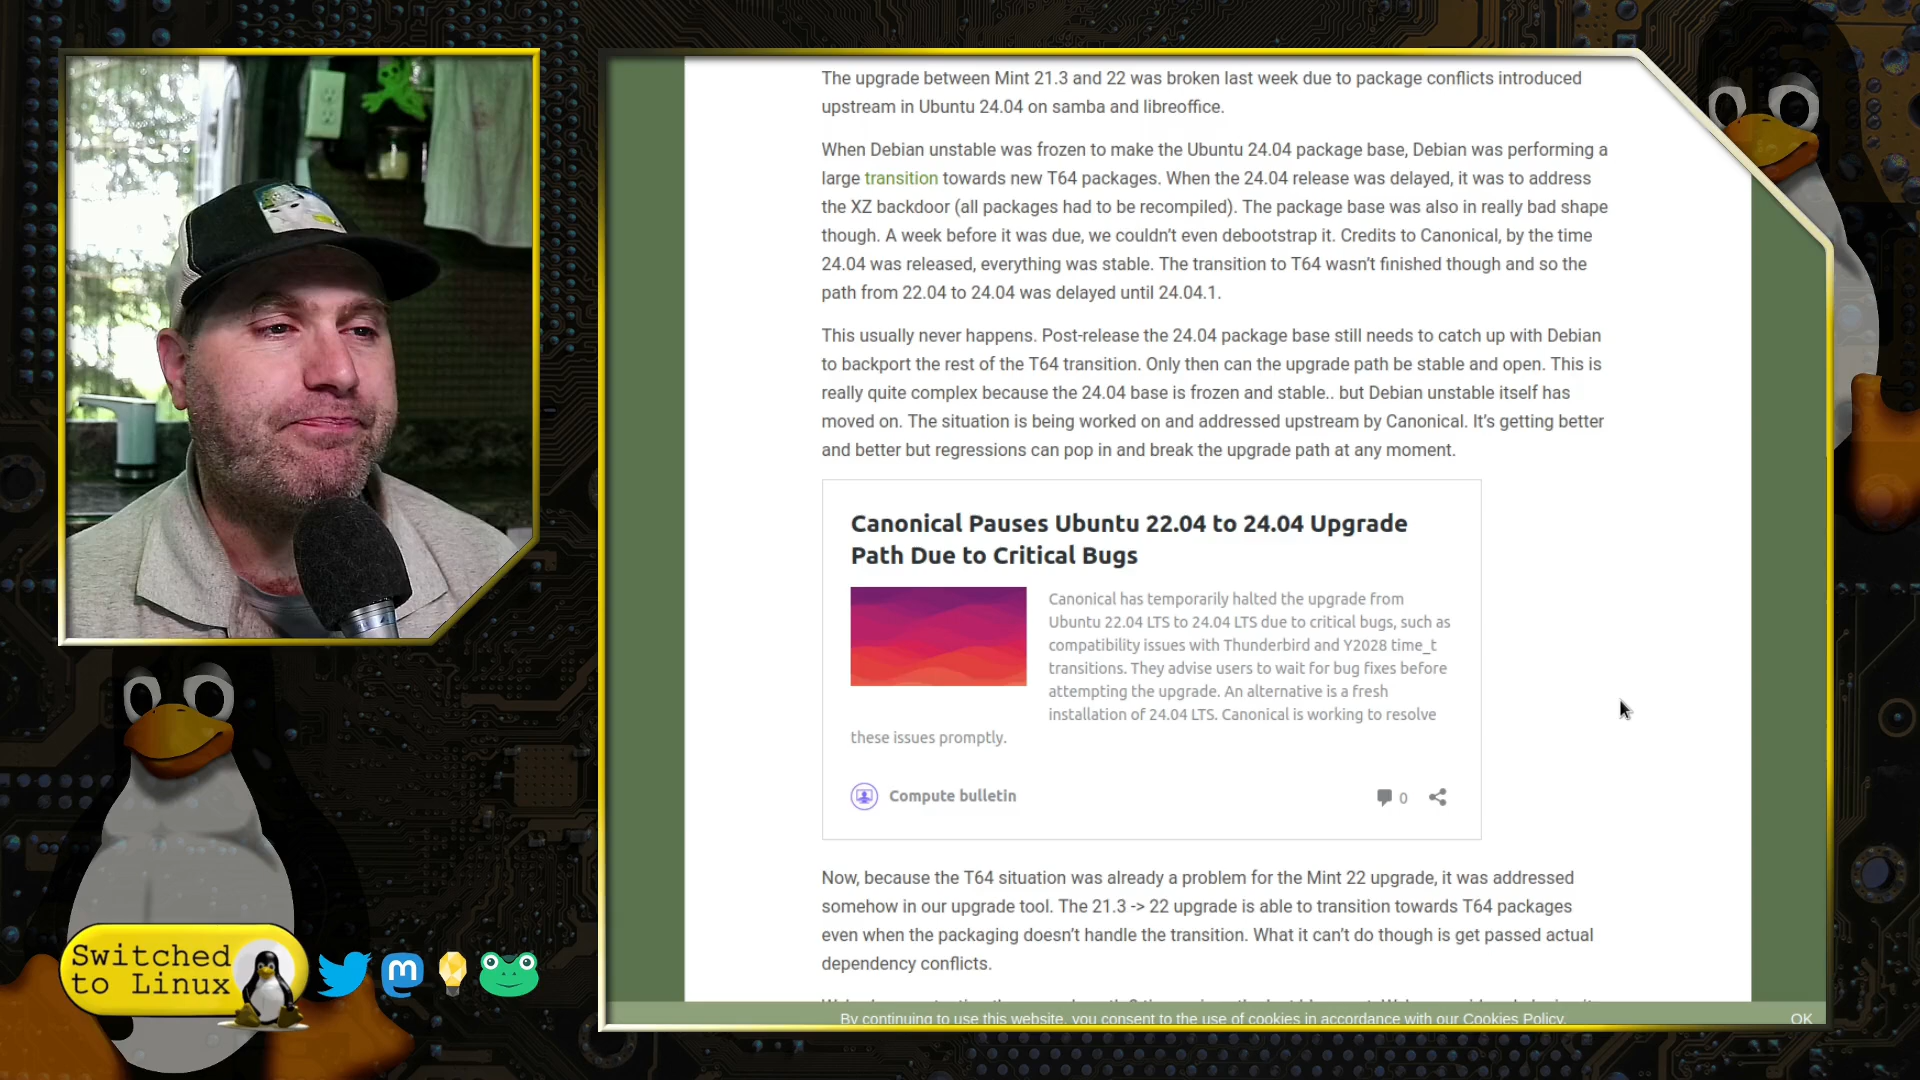 The upgrade between Mint 21.3 and 22 was broken last week due to package conflicts introduced
upstream in Ubuntu 24.04 on samba and libreoffice.
When Debian unstable was frozen to make the Ubuntu 24.04 package base, Debian was performing a
large transition towards new T64 packages. When the 24.04 release was delayed, it was to address
the XZ backdoor (all packages had to be recompiled). The package base was also in really bad shape
though. A week before it was due, we couldn’t even debootstrap it. Credits to Canonical, by the time
24.04 was released, everything was stable. The transition to T64 wasn’t finished though and so the
path from 22.04 to 24.04 was delayed until 24.04.1.
This usually never happens. Post-release the 24.04 package base still needs to catch up with Debian
to backport the rest of the T64 transition. Only then can the upgrade path be stable and open. This is
really quite complex because the 24.04 base is frozen and stable.. but Debian unstable itself has
moved on. The situation is being worked on and addressed upstream by Canonical. It’s getting better
and better but regressions can pop in and break the upgrade path at any moment.
Canonical Pauses Ubuntu 22.04 to 24.04 Upgrade
Path Due to Critical Bugs
Canonical has temporarily halted the upgrade from
Ubuntu 22.04 LTS to 24.04 LTS due to critical bugs, such as
compatibility issues with Thunderbird and Y2028 time_t
transitions. They advise users to wait for bug fixes before
attempting the upgrade. An alternative is a fresh
installation of 24.04 LTS. Canonical is working to resolve
these issues promptly.
Compute bulletin
0
Now, because the T64 situation was already a problem for the Mint 22 upgrade, it was addressed
somehow in our upgrade tool. The 21.3 -> 22 upgrade is able to transition towards T64 packages
even when the packaging doesn’t handle the transition. What it can’t do though is get passed actual
dependency conflicts.
By continuing to use this website, you consent to the use of cookies in accordance with our Cookies Policy.
OK
Switched
to Linux
m